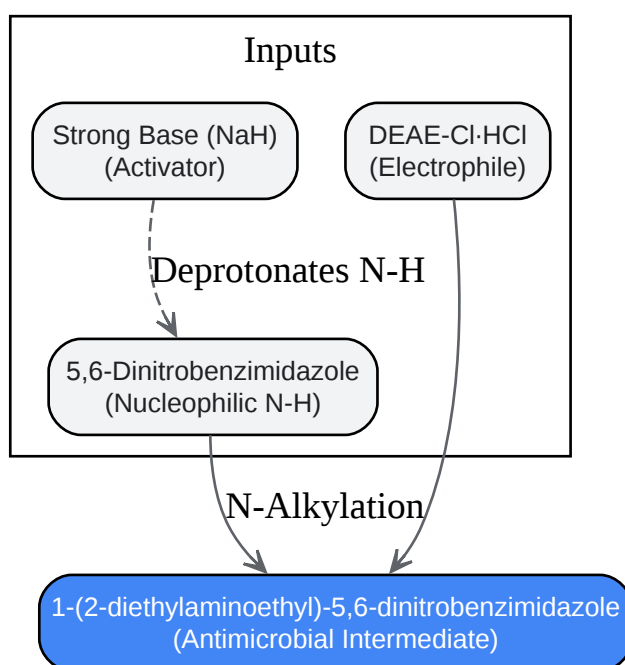 Inputs
Strong Base (NaH)
(Activator)
DEAE-Cl·HCl
(Electrophile)
Deprotonates N-H
5,6-Dinitrobenzimidazole
(Nucleophilic N-H)
N-Alkylation
1-(2-diethylaminoethyl)-5,6-dinitrobenzimidazole
(Antimicrobial Intermediate)